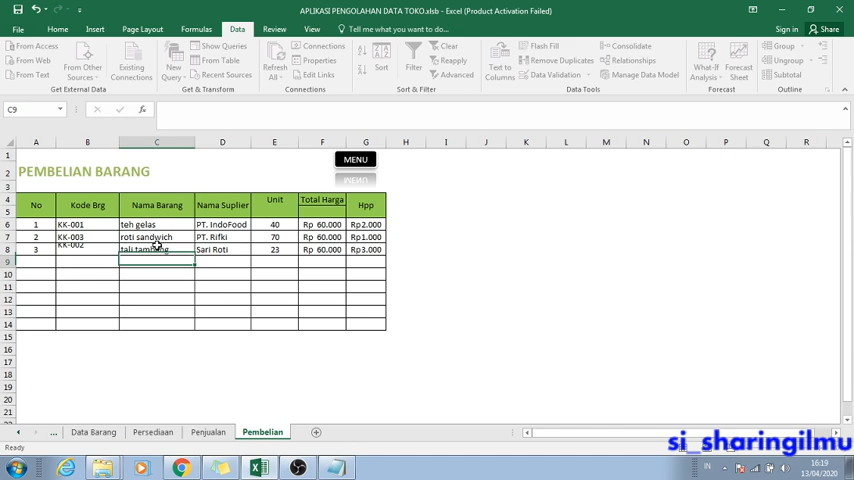 APLIKASI PENGOLAHAN DATA TOKO.xlsb - Excel (Product Activation Failed)
File Home Insert Page Layout Formulas Data Review View Tell me what you want to do... Sign in Share
From Access
From Web
From Text
From Other Sources
Existing Connections
New Query
Show Queries
From Table
Recent Sources
Refresh All
Connections
Properties
Edit Links
Sort
Filter
Clear
Reapply
Advanced
Text to Columns
Flash Fill
Remove Duplicates
Data Validation
Consolidate
Relationships
Manage Data Model
What-If Analysis
Forecast Sheet
Group
Ungroup
Subtotal
Get External Data Get & Transform Connections Sort & Filter Data Tools Forecast Outline
C9 fx
A B C D E F G H I J K L M N O P Q R
1
2 PEMBELIAN BARANG MENU
3
4 No Kode Brg Nama Barang Nama Suplier Unit Total Harga Hpp
5
6 1 KK-001 teh gelas PT. IndoFood 40 Rp 60.000 Rp2.000
7 2 KK-003 roti sandwich PT. Rifki 70 Rp 60.000 Rp1.000
8 3 KK-002 tali tambang Sari Roti 23 Rp 60.000 Rp3.000
9
10
11
12
13
14
15
16
17
18
19
20
21
... Data Barang Persediaan Penjualan Pembelian
Ready
si_sharingilmu
IN 16:19
13/04/2020